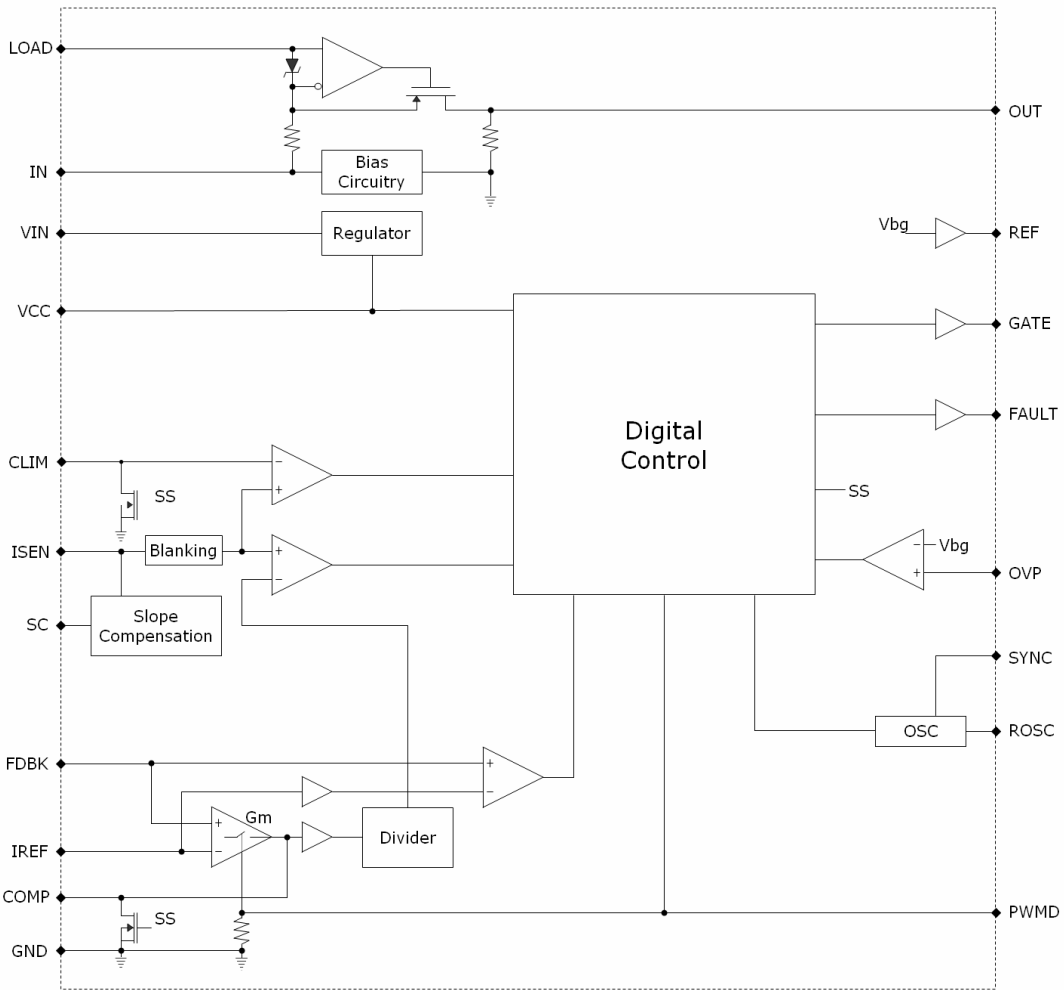 LOAD
OUT
IN
Bias
Circuitry
VIN
Regulator
Vbg
REF
VCC
GATE
FAULT
Digital
Control
CLIM
-
+
SS
SS
ISEN
Blanking
+
-
- Vbg
+
OVP
SC
Slope
Compensation
SYNC
OSC
ROSC
FDBK
+
-
Gm
+
-
Divider
IREF
COMP
SS
PWMD
GND